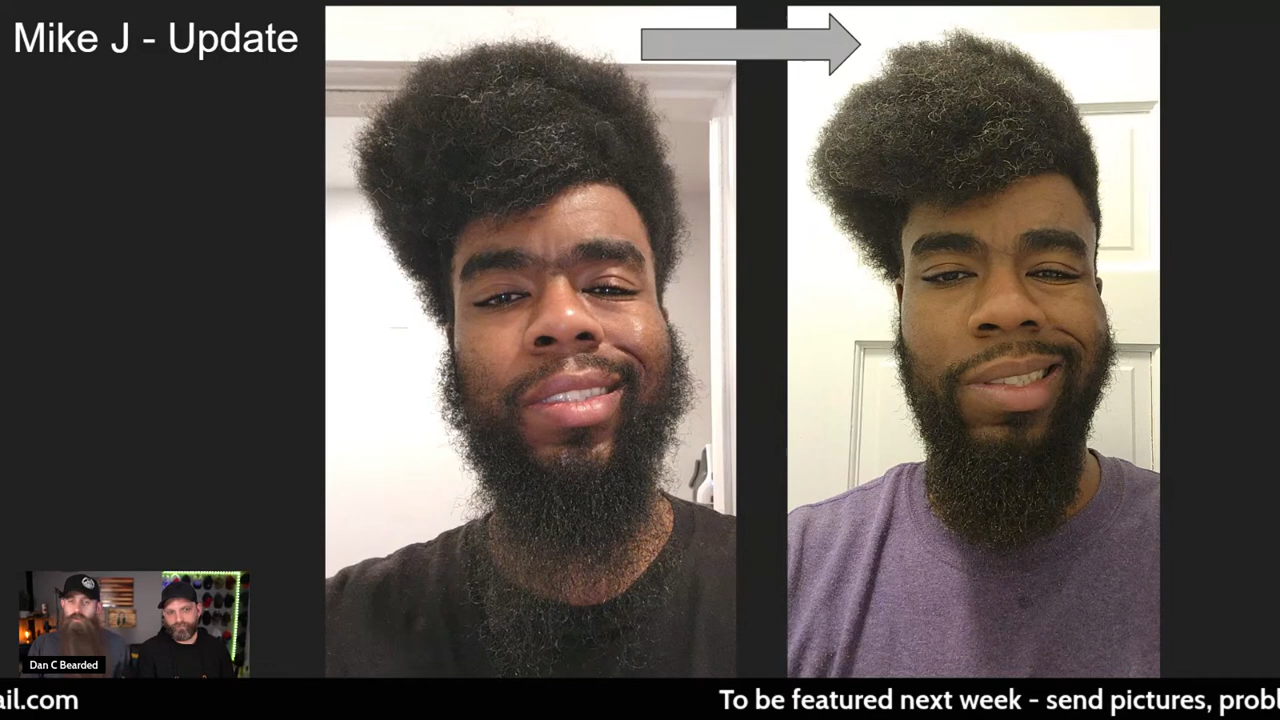 Mike J - Update
Dan C Bearded
ail.com
To be featured next week - send pictures, probl